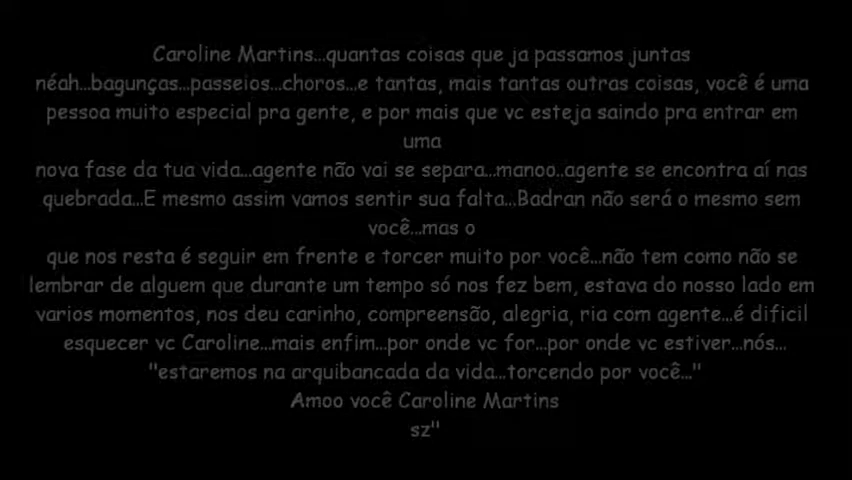 Caroline Martins...quantas coisas que ja passamos juntas
néah...bagunças...passeios...choros...e tantas, mais tantas outras coisas, você é uma
pessoa muito especial pra gente, e por mais que vc esteja saindo pra entrar em
uma
nova fase da tua vida...agente não vai se separa...manoo..agente se encontra aí nas
quebrada...E mesmo assim vamos sentir sua falta...Badran não será o mesmo sem
você...mas o
que nos resta é seguir em frente e torcer muito por você...não tem como não se
lembrar de alguem que durante um tempo só nos fez bem, estava do nosso lado em
varios momentos, nos deu carinho, compreensão, alegria, ria com agente...é dificil
esquecer vc Caroline...mais enfim...por onde vc for...por onde vc estiver...nós...
"estaremos na arquibancada da vida...torcendo por você..."
Amoo você Caroline Martins
sz"